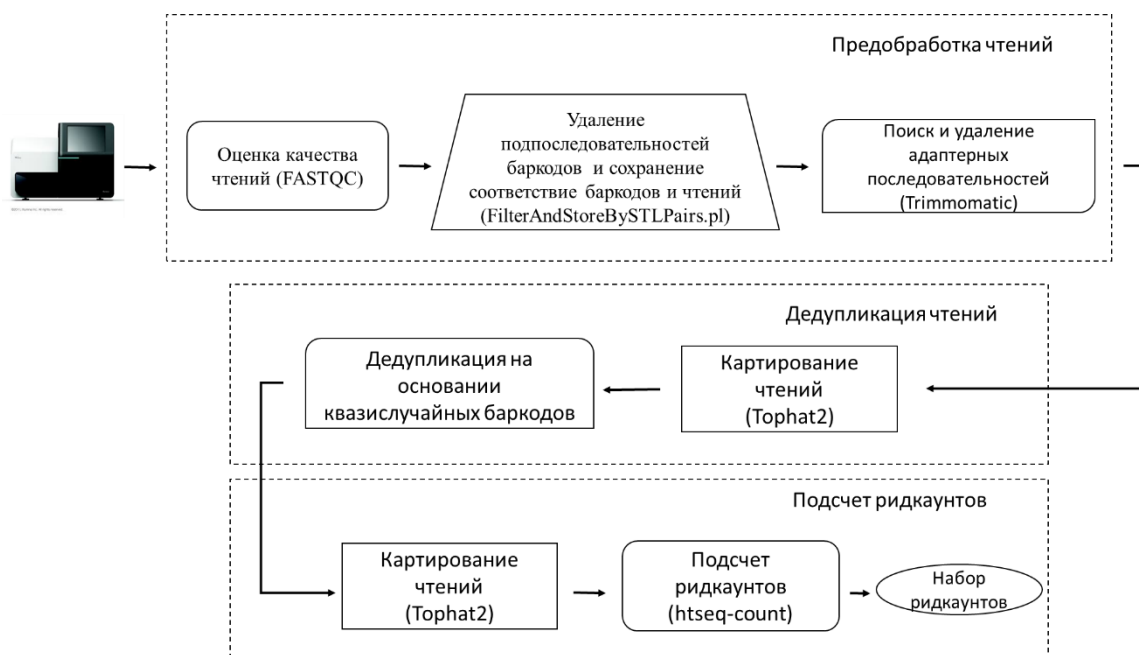 Предобработка чтений
Оценка качества
чтений (FASTQC)
Удаление
подпоследовательностей
баркодов и сохранение
соответствие баркодов и чтений
(FilterAndStoreBySTLPairs.pl)
Поиск и удаление
адаптерных
последовательностей
(Trimmomatic)
Дедупликация чтений
Картирование
чтений
(Tophat2)
Дедупликация на
основании
квазислучайных баркодов
Подсчет ридкаунтов
Картирование
чтений
(Tophat2)
Подсчет
ридкаунтов
(htseq-count)
Набор
ридкаунтов